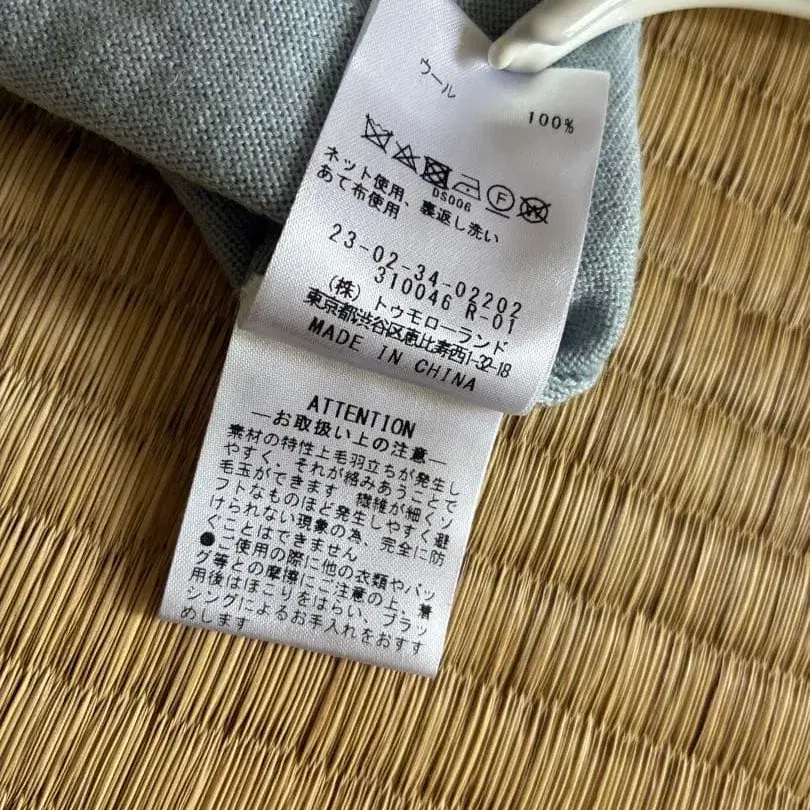 ウール
100%
DS006
ネット使用、裏返し洗い
あて布使用
23-02-34-02202
310046 R-01
(株) トゥモローランド
東京都渋谷区恵比寿西1-32-18
MADE IN CHINA
ATTENTION
―お取扱い上の注意―
素材の特性上毛羽立ちが発生し
やすく、それが絡みあうことで
毛玉ができます 繊維が細くソ
フトなものほど発生しやすく避
けられない現象の為、完全に防
ぐことはできません
●ご使用の際に他の衣類やバッ
グ等との摩擦にご注意の上、着
用後はほこりをはらい、ブラッ
シングによるお手入れをおすす
めします